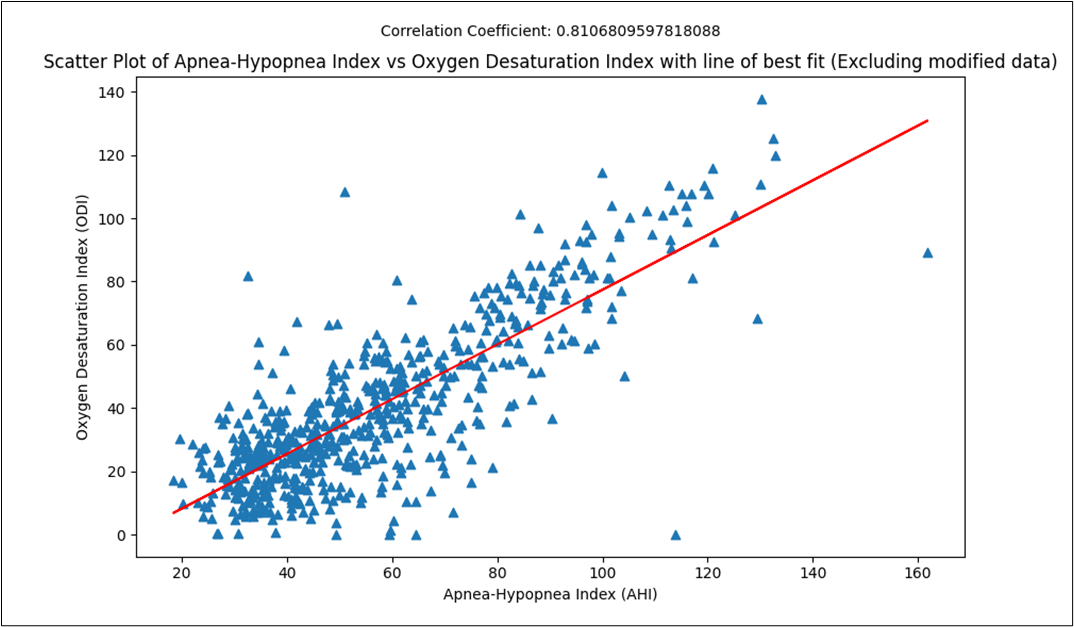 Correlation Coefficient: 0.8106809597818088
Scatter Plot of Apnea-Hypopnea Index vs Oxygen Desaturation Index with line of best fit (Excluding modified data)
140
120
100
80
60
40
20
0
Oxygen Desaturation Index (ODI)
20 40 60 80 100 120 140 160
Apnea-Hypopnea Index (AHI)